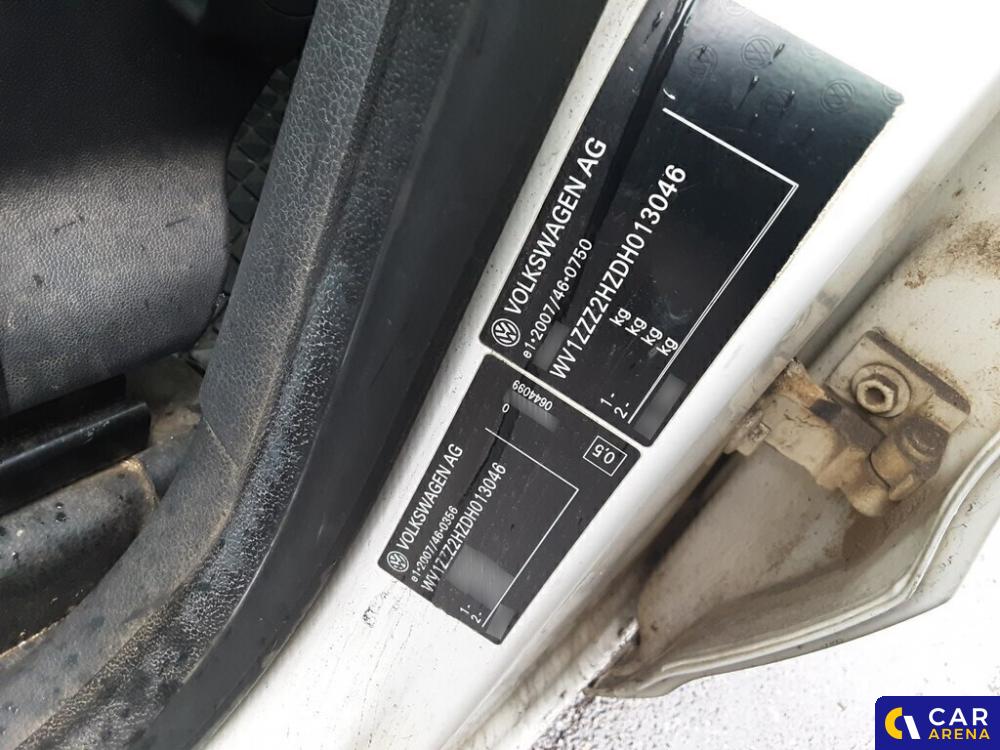 VOLKSWAGEN AG
e1*2007/46-0750
WV1ZZZ2HZDH013046
kg
kg
1- kg
2- kg
0644099
0
VOLKSWAGEN AG
e1*2007/46-0356
WV1ZZZ2HZDH013046
0.5
1-
2-
CAR
ARENA